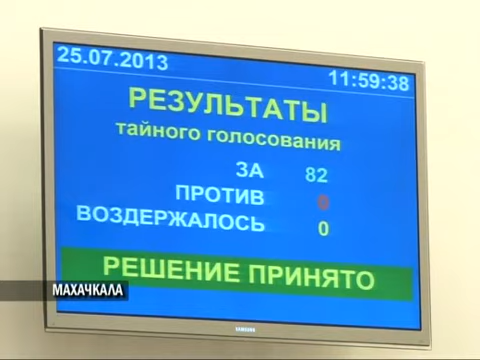 25.07.2013 11:59:38
РЕЗУЛЬТАТЫ
тайного голосования
ЗА 82
ПРОТИВ 0
ВОЗДЕРЖАЛОСЬ 0
РЕШЕНИЕ ПРИНЯТО
МАХАЧКАЛА
SAMSUNG